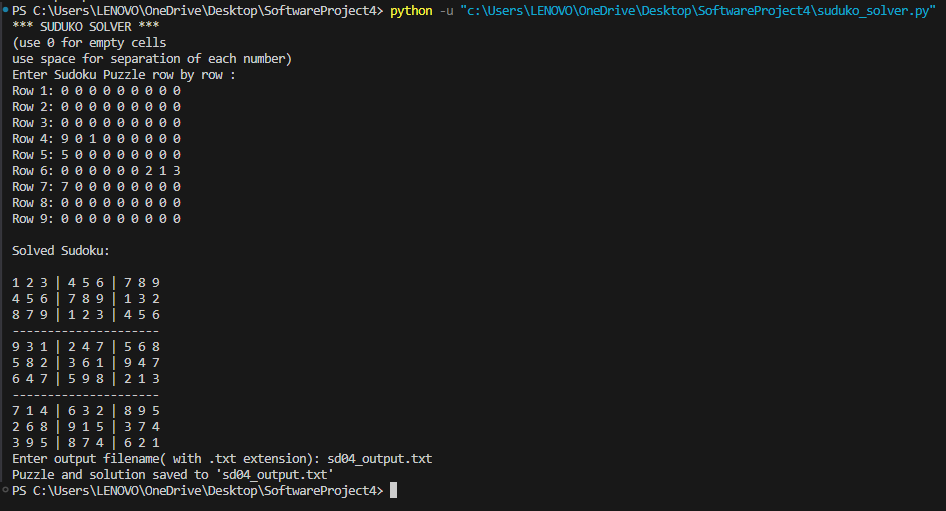 PS C:\Users\LENOVO\OneDrive\Desktop\SoftwareProject4> python -u "c:\Users\LENOVO\OneDrive\Desktop\SoftwareProject4\suduko_solver.py"
*** SUDUKO SOLVER ***
(use 0 for empty cells
use space for separation of each number)
Enter Sudoku Puzzle row by row :
Row 1: 0 0 0 0 0 0 0 0 0
Row 2: 0 0 0 0 0 0 0 0 0
Row 3: 0 0 0 0 0 0 0 0 0
Row 4: 9 0 1 0 0 0 0 0 0
Row 5: 5 0 0 0 0 0 0 0 0
Row 6: 0 0 0 0 0 0 2 1 3
Row 7: 7 0 0 0 0 0 0 0 0
Row 8: 0 0 0 0 0 0 0 0 0
Row 9: 0 0 0 0 0 0 0 0 0

Solved Sudoku:

1 2 3 | 4 5 6 | 7 8 9
4 5 6 | 7 8 9 | 1 3 2
8 7 9 | 1 2 3 | 4 5 6
---------------------
9 3 1 | 2 4 7 | 5 6 8
5 8 2 | 3 6 1 | 9 4 7
6 4 7 | 5 9 8 | 2 1 3
---------------------
7 1 4 | 6 3 2 | 8 9 5
2 6 8 | 9 1 5 | 3 7 4
3 9 5 | 8 7 4 | 6 2 1
Enter output filename( with .txt extension): sd04_output.txt
Puzzle and solution saved to 'sd04_output.txt'
PS C:\Users\LENOVO\OneDrive\Desktop\SoftwareProject4>